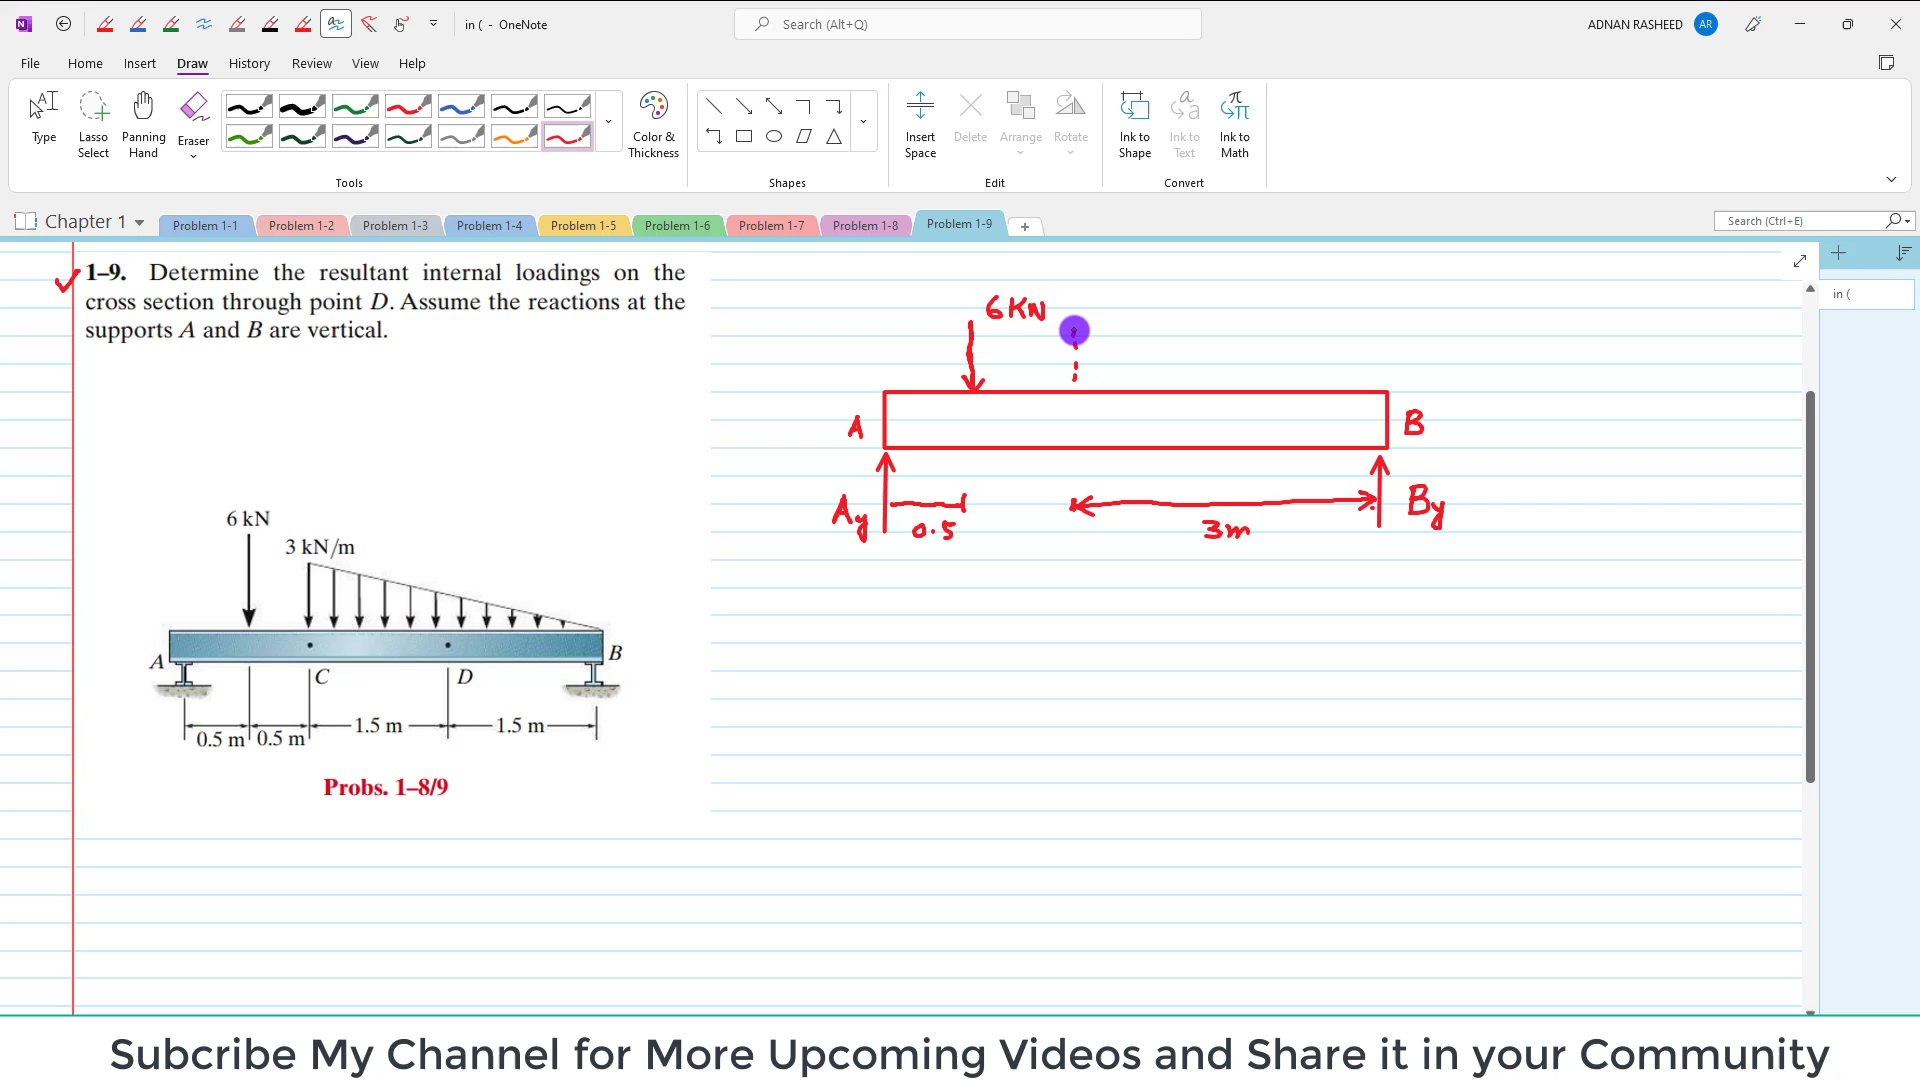 in ( - OneNote
Search (Alt+Q)
ADNAN RASHEED
AR
File Home Insert Draw History Review View Help
Type
Lasso Select
Panning Hand
Eraser
Color & Thickness
Insert Space
Delete
Arrange
Rotate
Ink to Shape
Ink to Text
Ink to Math
Tools
Shapes
Edit
Convert
Chapter 1
Problem 1-1
Problem 1-2
Problem 1-3
Problem 1-4
Problem 1-5
Problem 1-6
Problem 1-7
Problem 1-8
Problem 1-9
Search (Ctrl+E)
in (
1–9. Determine the resultant internal loadings on the
cross section through point D. Assume the reactions at the
supports A and B are vertical.
6 kN
3 kN/m
A
B
C
D
0.5 m
0.5 m
1.5 m
1.5 m
Probs. 1–8/9
6KN
A
B
Ay
0.5
3m
By
Subcribe My Channel for More Upcoming Videos and Share it in your Community